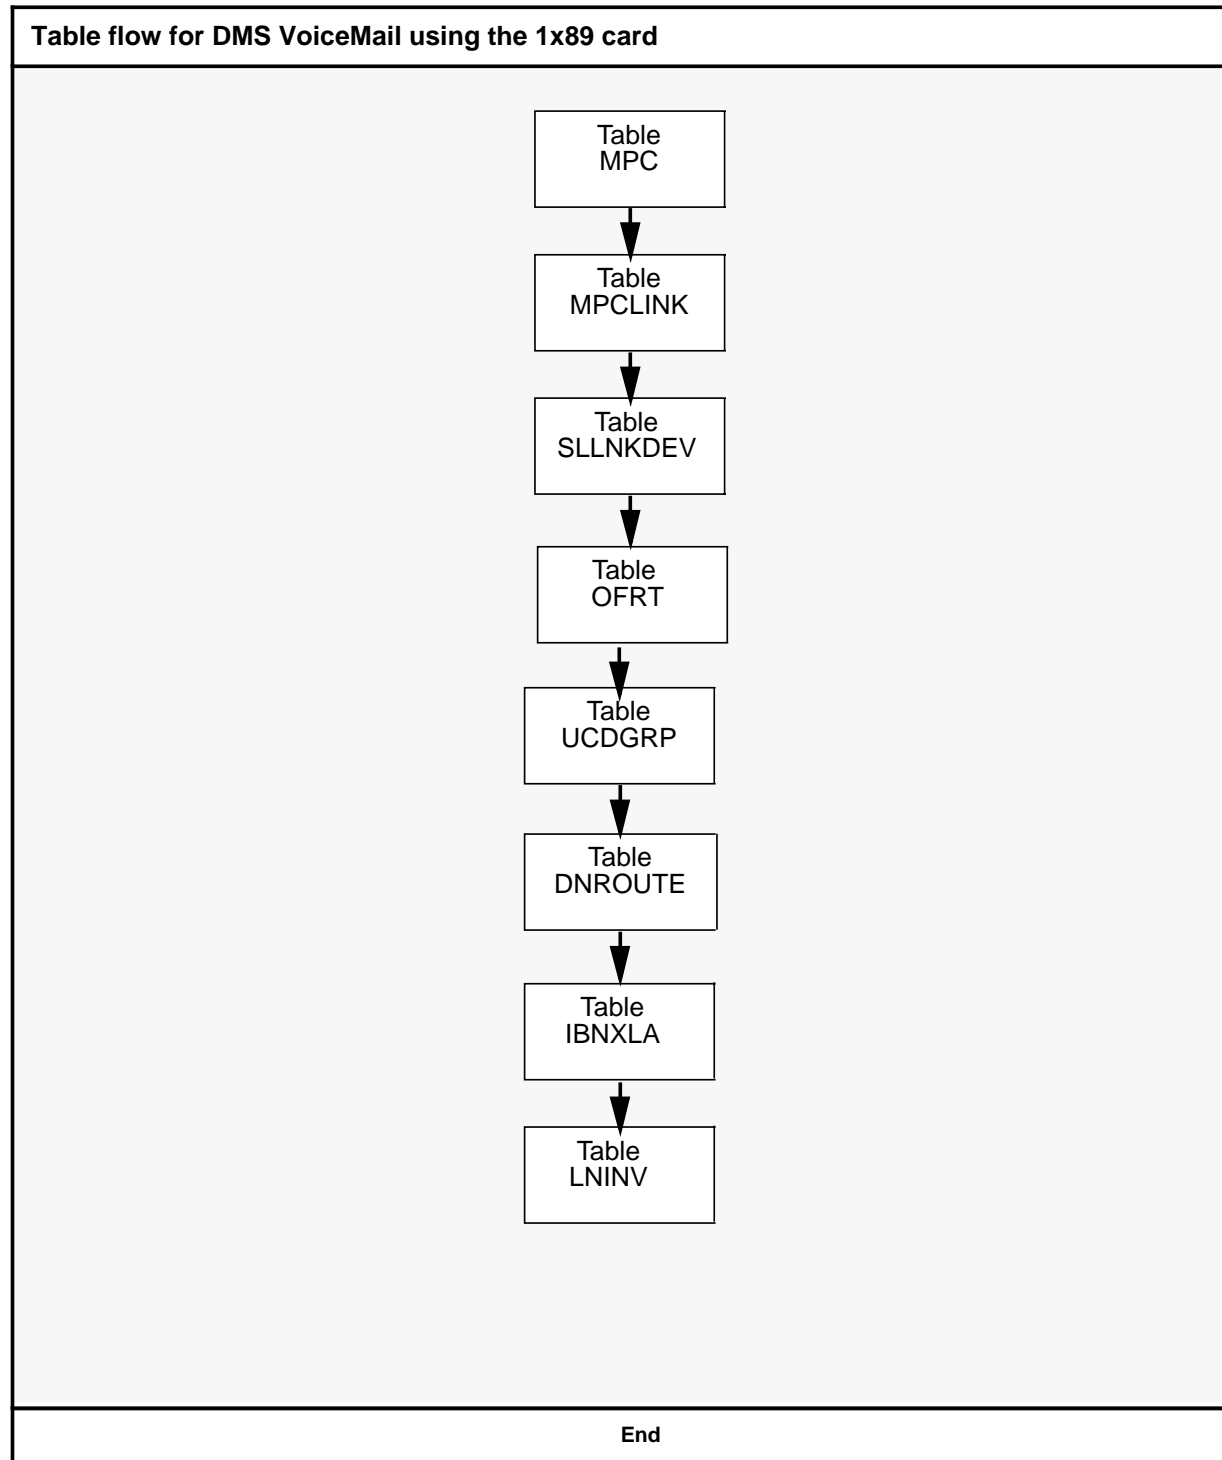 Table flow for DMS VoiceMail using the 1x89 card
Table
MPC
Table
MPCLINK
Table
SLLNKDEV
Table
OFRT
Table
UCDGRP
Table
DNROUTE
Table
IBNXLA
Table
LNINV
End